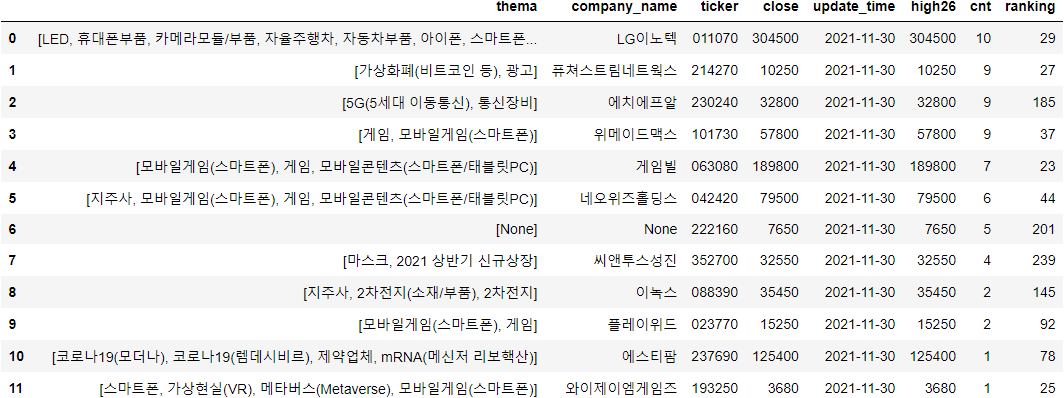 thema company_name ticker close update_time high26 cnt ranking
0 [LED, 휴대폰부품, 카메라모듈/부품, 자율주행차, 자동차부품, 아이폰, 스마트폰... LG이노텍 011070 304500 2021-11-30 304500 10 29
1 [가상화폐(비트코인 등), 광고] 퓨쳐스트림네트웍스 214270 10250 2021-11-30 10250 9 27
2 [5G(5세대 이동통신), 통신장비] 에치에프알 230240 32800 2021-11-30 32800 9 185
3 [게임, 모바일게임(스마트폰)] 위메이드맥스 101730 57800 2021-11-30 57800 9 37
4 [모바일게임(스마트폰), 게임, 모바일콘텐츠(스마트폰/태블릿PC)] 게임빌 063080 189800 2021-11-30 189800 7 23
5 [지주사, 모바일게임(스마트폰), 게임, 모바일콘텐츠(스마트폰/태블릿PC)] 네오위즈홀딩스 042420 79500 2021-11-30 79500 6 44
6 [None] None 222160 7650 2021-11-30 7650 5 201
7 [마스크, 2021 상반기 신규상장] 씨앤투스성진 352700 32550 2021-11-30 32550 4 239
8 [지주사, 2차전지(소재/부품), 2차전지] 이녹스 088390 35450 2021-11-30 35450 2 145
9 [모바일게임(스마트폰), 게임] 플레이위드 023770 15250 2021-11-30 15250 2 92
10 [코로나19(모더나), 코로나19(렘데시비르), 제약업체, mRNA(메신저 리보핵산)] 에스티팜 237690 125400 2021-11-30 125400 1 78
11 [스마트폰, 가상현실(VR), 메타버스(Metaverse), 모바일게임(스마트폰)] 와이제이엠게임즈 193250 3680 2021-11-30 3680 1 25